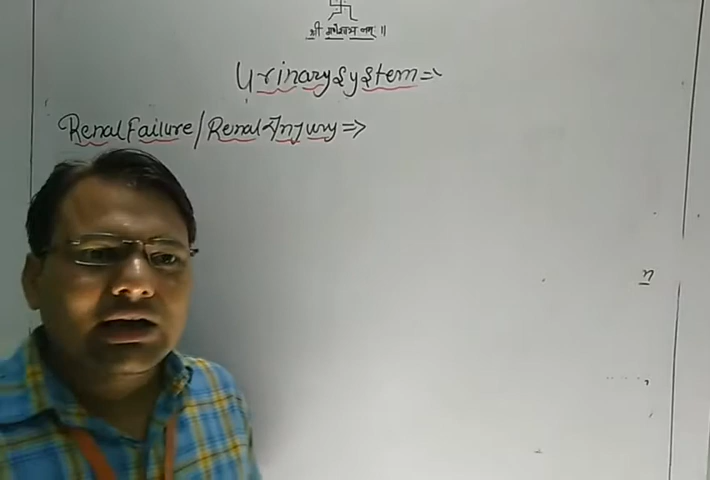 श्री गणेशाय नमः ॥
Urinary System =>
Renal Failure / Renal Injury =>
n